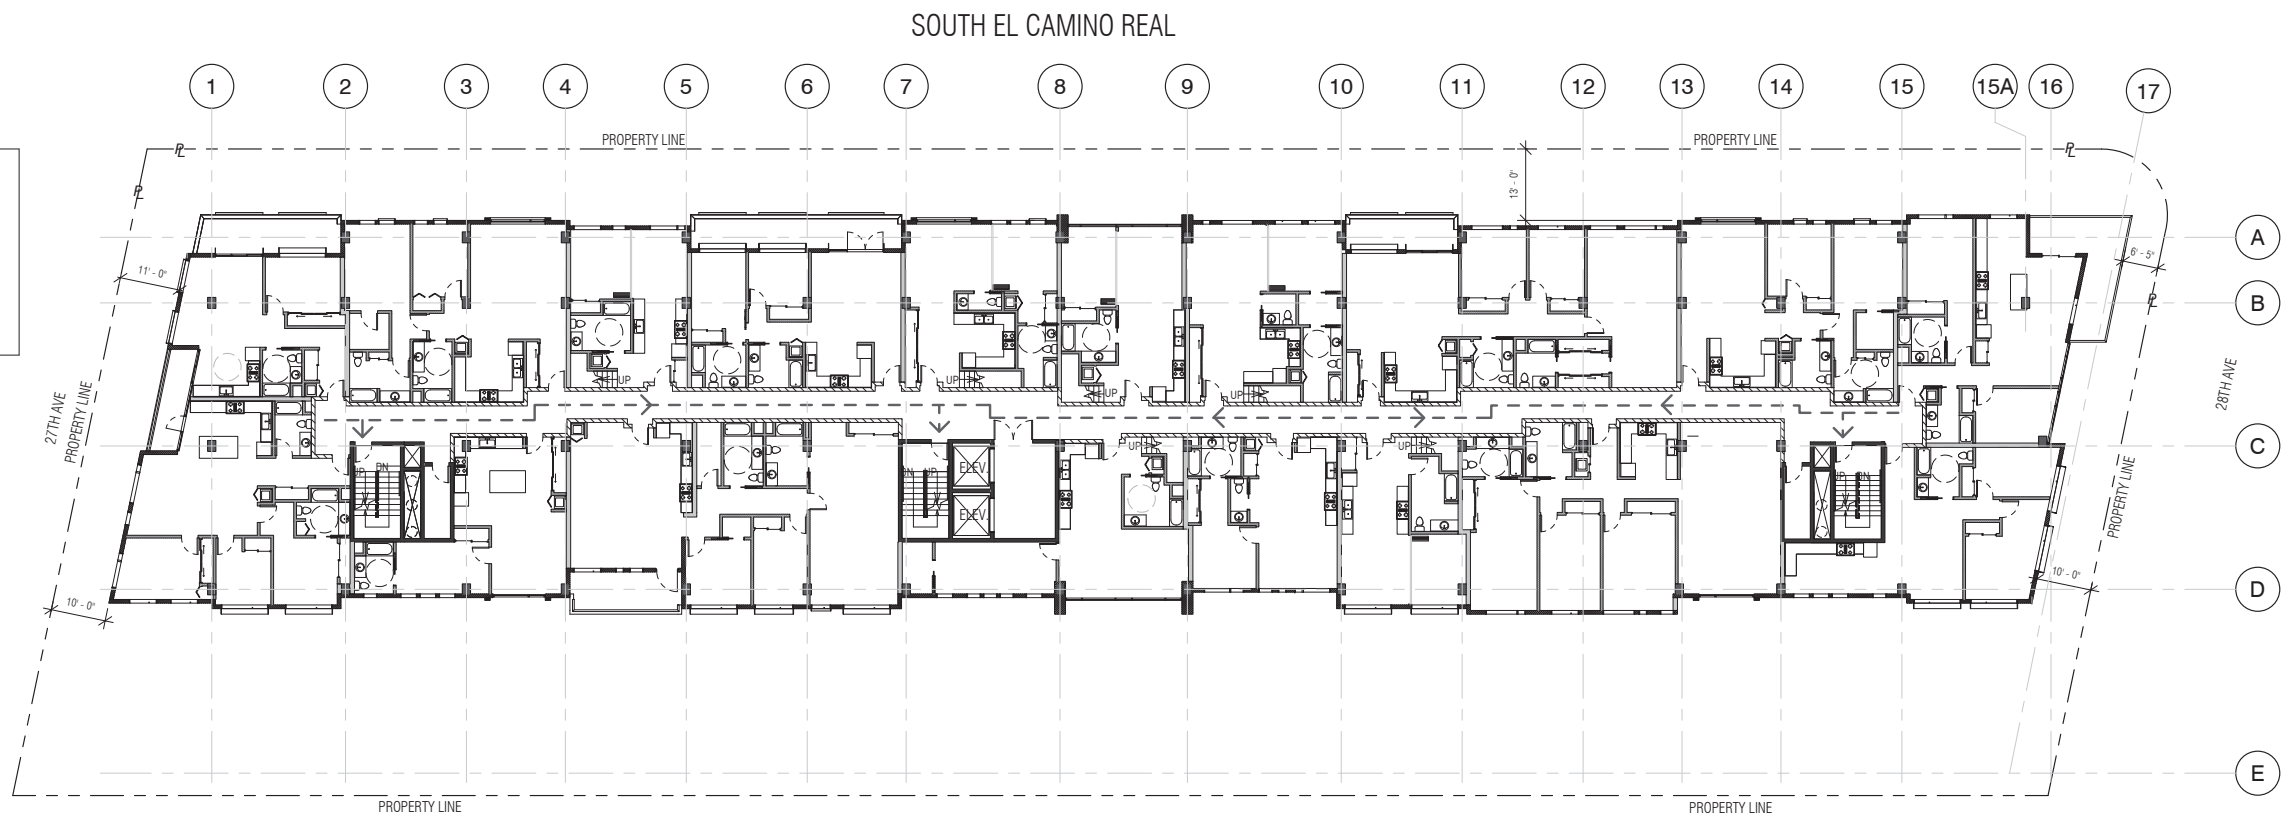 SOUTH EL CAMINO REAL
1 2 3 4 5 6 7 8 9 10 11 12 13 14 15 15A 16 17
PROPERTY LINE
PROPERTY LINE
PL
PL
PL
PL
13' - 0"
A
11' - 0"
6' - 5"
B
UP
UP
UP
UP
27TH AVE
PROPERTY LINE
28TH AVE
PROPERTY LINE
C
UP
DN
DN
UP
ELEV.
ELEV.
UP
UP
UP
DN
10' - 0"
10' - 0"
D
E
PROPERTY LINE
PROPERTY LINE